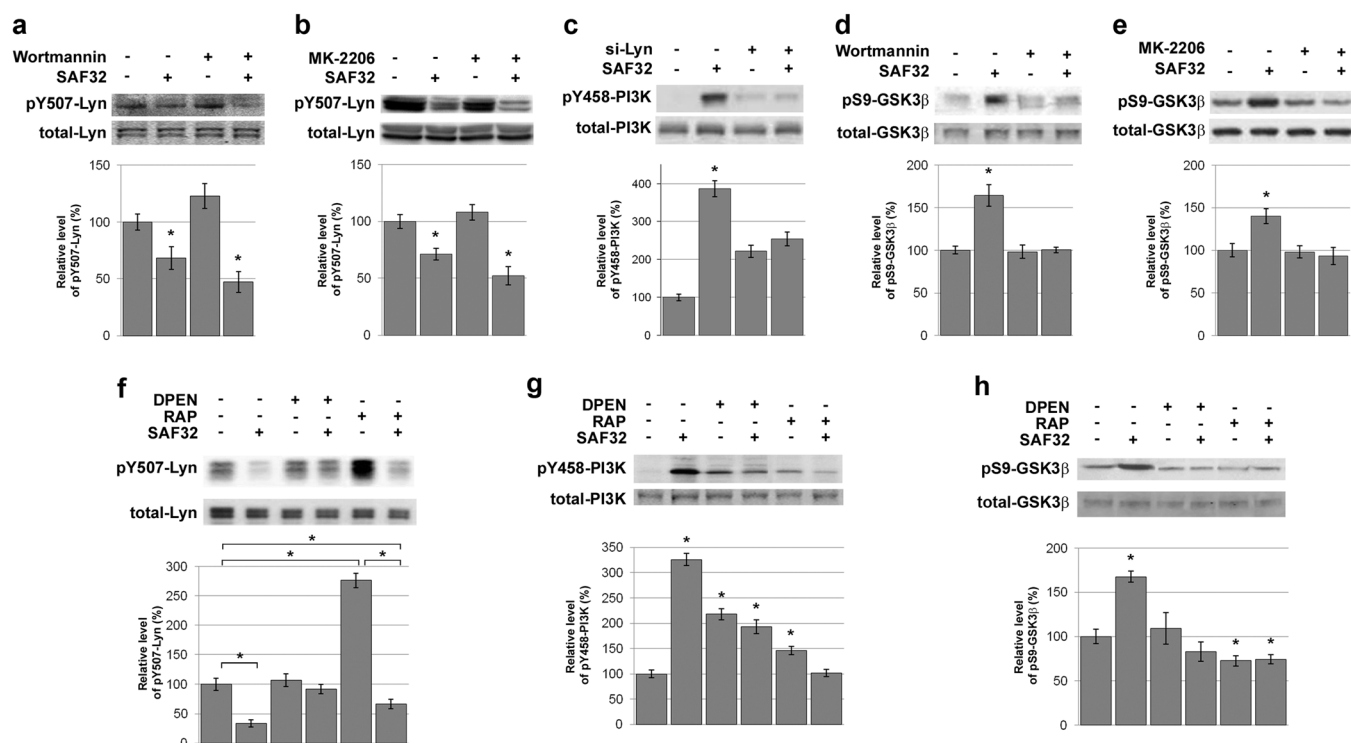 a
Wortmannin - - + +
SAF32 - + - +
pY507-Lyn
total-Lyn
Relative level
of pY507-Lyn (%)
150
100
50
0
*
*
b
MK-2206 - - + +
SAF32 - + - +
pY507-Lyn
total-Lyn
Relative level
of pY507-Lyn (%)
150
100
50
0
*
*
c
si-Lyn - - + +
SAF32 - + - +
pY458-PI3K
total-PI3K
Relative level
of pY458-PI3K (%)
400
300
200
100
0
*
d
Wortmannin - - + +
SAF32 - + - +
pS9-GSK3β
total-GSK3β
Relative level
of pS9-GSK3β (%)
200
150
100
50
0
*
e
MK-2206 - - + +
SAF32 - + - +
pS9-GSK3β
total-GSK3β
Relative level
of pS9-GSK3β (%)
200
150
100
50
0
*
f
DPEN - - + + - -
RAP - - - - + +
SAF32 - + - + - +
pY507-Lyn
total-Lyn
Relative level
of pY507-Lyn (%)
300
250
200
150
100
50
0
*
*
*
*
g
DPEN - - + + - -
RAP - - - - + +
SAF32 - + - + - +
pY458-PI3K
total-PI3K
Relative level
of pY458-PI3K (%)
350
300
250
200
150
100
50
0
*
*
*
*
h
DPEN - - + + - -
RAP - - - - + +
SAF32 - + - + - +
pS9-GSK3β
total-GSK3β
Relative level
of pS9-GSK3β (%)
200
150
100
50
0
*
*
*